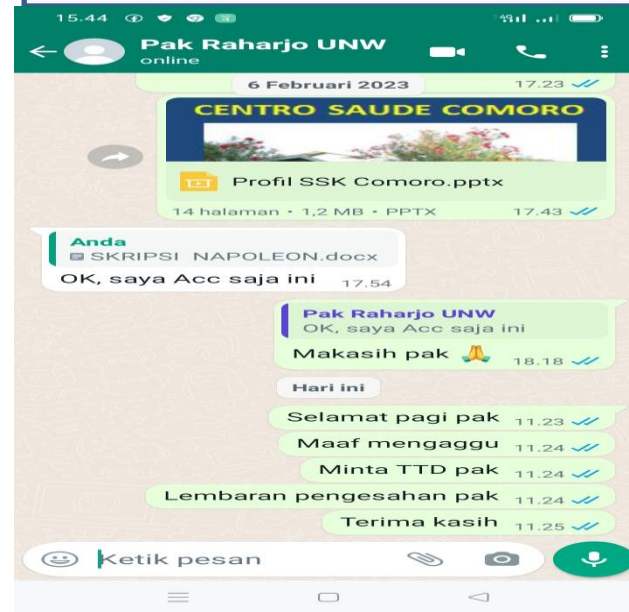 15.44
Pak Raharjo UNW
online
17.23
6 Februari 2023
CENTRO SAUDE COMORO
Profil SSK Comoro.pptx
14 halaman • 1,2 MB • PPTX 17.43
Anda
SKRIPSI NAPOLEON.docx
OK, saya Acc saja ini 17.54
Pak Raharjo UNW
OK, saya Acc saja ini
Makasih pak 🙏 18.18
Hari ini
Selamat pagi pak 11.23
Maaf mengaggu 11.24
Minta TTD pak 11.24
Lembaran pengesahan pak 11.24
Terima kasih 11.25
Ketik pesan